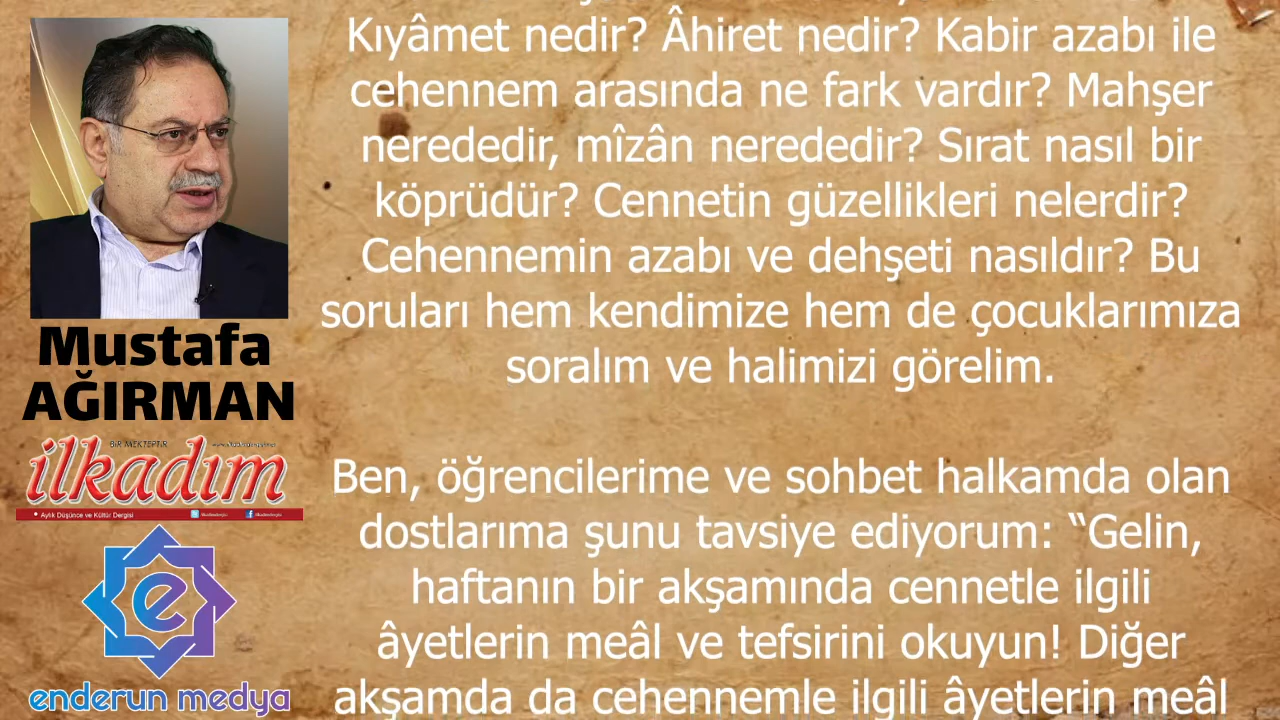 Kıyâmet nedir? Âhiret nedir? Kabir azabı ile
cehennem arasında ne fark vardır? Mahşer
nerededir, mîzân nerededir? Sırat nasıl bir
köprüdür? Cennetin güzellikleri nelerdir?
Cehennemin azabı ve dehşeti nasıldır? Bu
soruları hem kendimize hem de çocuklarımıza
soralım ve halimizi görelim.
Ben, öğrencilerime ve sohbet halkamda olan
dostlarıma şunu tavsiye ediyorum: “Gelin,
haftanın bir akşamında cennetle ilgili
âyetlerin meâl ve tefsirini okuyun! Diğer
akşamda da cehennemle ilgili âyetlerin meâl
Mustafa
AĞIRMAN
BİR MEKTEPTİR
ilkadım
• Aylık Düşünce ve Kültür Dergisi
e
enderun medya